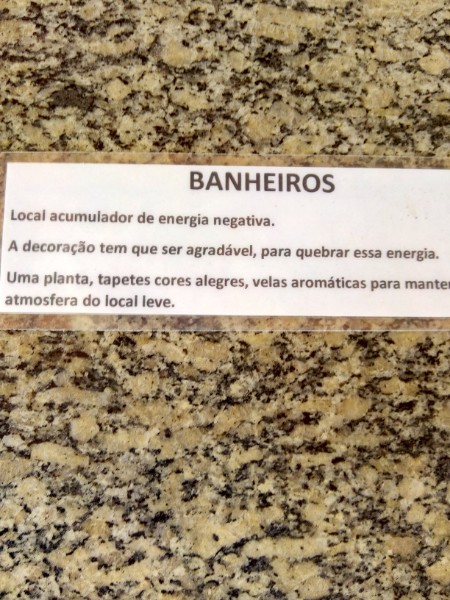 BANHEIROS
Local acumulador de energia negativa.
A decoração tem que ser agradável, para quebrar essa energia.
Uma planta, tapetes cores alegres, velas aromáticas para manter
atmosfera do local leve.